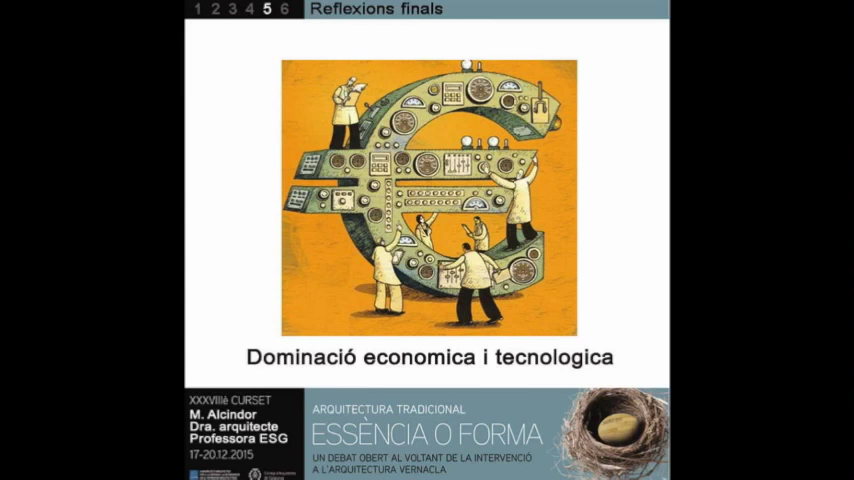 1 2 3 4 5 6
Reflexions finals
Dominació economica i tecnologica
XXXVIIIè CURSET
M. Alcindor
Dra. arquitecte
Professora ESG
17-20.12.2015
ARQUITECTURA TRADICIONAL
ESSÈNCIA O FORMA
UN DEBAT OBERT AL VOLTANT DE LA INTERVENCIÓ
A L'ARQUITECTURA VERNACLA